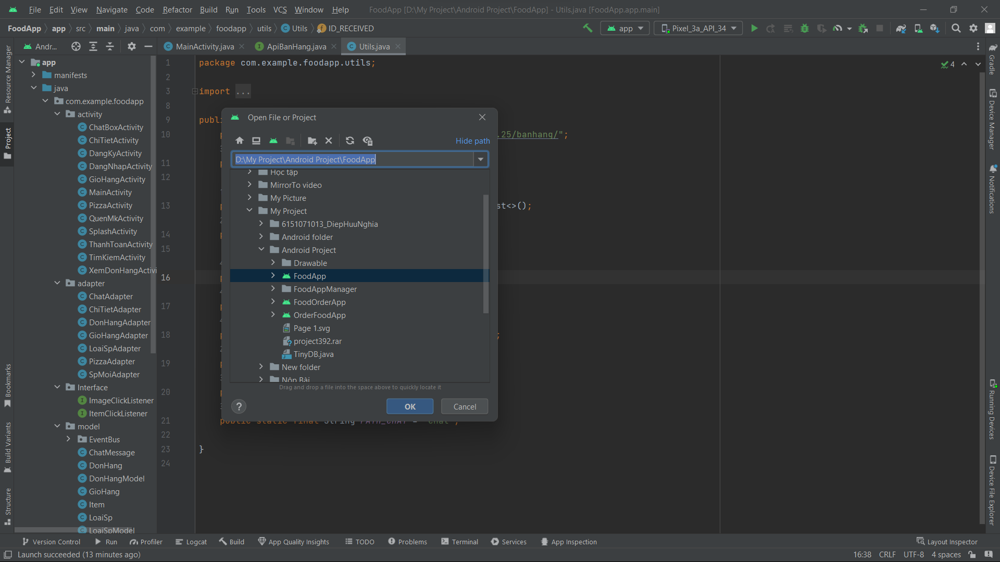 File Edit View Navigate Code Refactor Build Run Tools VCS Window Help FoodApp [D:\My Project\Android Project\FoodApp] - Utils.java [FoodApp.app.main]
FoodApp app src main java com example foodapp utils Utils ID_RECEIVED app Pixel_3a_API_34
Andr... MainActivity.java ApiBanHang.java Utils.java
Resource Manager
Project
Bookmarks
Build Variants
Structure
app
manifests
java
com.example.foodapp
activity
ChatBoxActivity
ChiTietActivity
DangKyActivity
DangNhapActivity
GioHangActivity
MainActivity
PizzaActivity
QuenMkActivity
SplashActivity
ThanhToanActivity
TimKiemActivity
XemDonHangActivi
adapter
ChatAdapter
ChiTietAdapter
DonHangAdapter
GioHangAdapter
LoaiSpAdapter
PizzaAdapter
SpMoiAdapter
Interface
ImageClickListener
ItemClickListener
model
EventBus
ChatMessage
DonHang
DonHangModel
GioHang
Item
LoaiSp
LoaiSpModel
1 package com.example.foodapp.utils;
2
3 import ...
8
9 publi
10 .25/banhang/";
11
12
13 st<>();
14
15
16
17
18 ;
19
20
21 public static final String PATH_CHAT = "chat";
22
23 }
24
4
Open File or Project
Hide path
D:\My Project\Android Project\FoodApp
Học tập
MirrorTo video
My Picture
My Project
6151071013_DiepHuuNghia
Android folder
Android Project
Drawable
FoodApp
FoodAppManager
FoodOrderApp
OrderFoodApp
Page 1.svg
project392.rar
TinyDB.java
New folder
Nộp Bài
Drag and drop a file into the space above to quickly locate it
? OK Cancel
Gradle
Device Manager
Notifications
Running Devices
Device File Explorer
Version Control Run Profiler Logcat Build App Quality Insights TODO Problems Terminal Services App Inspection Layout Inspector
Launch succeeded (13 minutes ago) 16:38 CRLF UTF-8 4 spaces